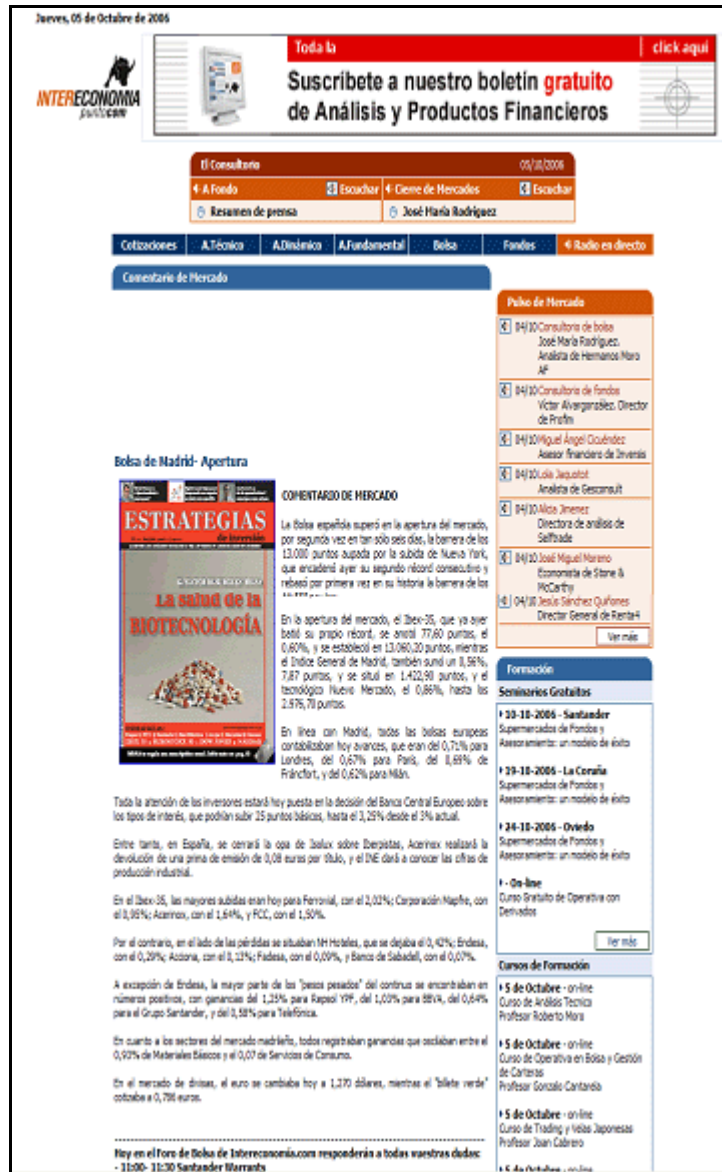 Jueves, 05 de Octubre de 2006
INTERECONOMIA
puntocom
Toda la
click aqui
Suscribete a nuestro boletín gratuito
de Análisis y Productos Financieros
El Consultorio
05/10/2006
A Fondo
Escuchar
Cierre de Mercados
Escuchar
Resumen de prensa
José María Rodriguez
Cotizaciones
A.Técnico
A.Dinámico
A.Fundamental
Bolsa
Fondos
Radio en directo
Comentario de Mercado
Bolsa de Madrid- Apertura
ESTRATEGIAS
de inversión
La salud de la
BIOTECNOLOGÍA
COMENTARIO DE MERCADO
La Bolsa española superó en la apertura del mercado,
por segunda vez en tan sólo seis días, la barrera de los
13.000 puntos aupada por la subida de Nueva York,
que encadenó ayer su segundo récord consecutivo y
rebasó por primera vez en su historia la barrera de los
En la apertura del mercado, el Ibex-35, que ya ayer
batió su propio récord, se anotó 77,60 puntos, el
0,60%, y se estableció en 13.060,20 puntos, mientras
el Indice General de Madrid, también sumó un 0,56%,
7,87 puntos, y se situó en 1.422,90 puntos, y el
tecnológico Nuevo Mercado, el 0,86%, hasta los
2.976,70 puntos.
En línea con Madrid, todas las bolsas europeas
contabilizaban hoy avances, que eran del 0,71% para
Londres, del 0,67% para París, del 0,69% de
Fráncfort, y del 0,62% para Milán.
Toda la atención de los inversores estará hoy puesta en la decisión del Banco Central Europeo sobre
los tipos de interés, que podrían subir 25 puntos básicos, hasta el 3,25% desde el 3% actual.
Entre tanto, en España, se cerrará la opa de Isolux sobre Iberpistas, Acerinox realizará la
devolución de una prima de emisión de 0,08 euros por título, y el INE dará a conocer las cifras de
producción industrial.
En el Ibex-35, las mayores subidas eran hoy para Ferrovial, con el 2,02%; Corporación Mapfre, con
el 0,95%; Acerinox, con el 1,64%, y FCC, con el 1,50%.
Por el contrario, en el lado de las pérdidas se situaban NH Hoteles, que se dejaba el 0,42%; Endesa,
con el 0,29%; Acciona, con el 0,13%; Fadesa, con el 0,09%, y Banco de Sabadell, con el 0,07%.
A excepción de Endesa, la mayor parte de los "pesos pesados" del continuo se encontraban en
números positivos, con ganancias del 1,25% para Repsol YPF, del 1,03% para BBVA, del 0,64%
para el Grupo Santander, y del 0,58% para Telefónica.
En cuanto a los sectores del mercado madrileño, todos registraban ganancias que oscilaban entre el
0,93% de Materiales Básicos y el 0,07 de Servicios de Consumo.
En el mercado de divisas, el euro se cambiaba hoy a 1,270 dólares, mientras el "billete verde"
cotizaba a 0,786 euros.
Hoy en el Foro de Bolsa de Intereconomia.com responderán a todas vuestras dudas:
- 11:00- 11:30 Santander Warrants
Pulso de Mercado
04/10 Consultorio de bolsa
José María Rodríguez.
Analista de Hermanos Moro
AF
04/10 Consultorio de fondos
Víctor Alvargonzález. Director
de Profim
04/10 Miguel Ángel Cicuéndez
Asesor financiero de Inversis
04/10 Lola Jaquotot
Analista de Gesconsult
04/10 Alicia Jimenez
Directora de análisis de
Selftrade
04/10 José Miguel Moreno
Economista de Stone &
McCarthy
04/10 Jesús Sánchez Quiñones
Director General de Renta4
Ver más
Formación
Seminarios Gratuitos
10-10-2006 - Santander
Supermercados de Fondos y
Asesoramiento: un modelo de éxito
19-10-2006 - La Coruña
Supermercados de Fondos y
Asesoramiento: un modelo de éxito
24-10-2006 - Oviedo
Supermercados de Fondos y
Asesoramiento: un modelo de éxito
- On-line
Curso Gratuito de Operativa con
Derivados
Ver más
Cursos de Formación
5 de Octubre - on-line
Curso de Análisis Tecnico
Profesor Roberto Moro
5 de Octubre - on-line
Curso de Operativa en Bolsa y Gestión
de Carteras
Profesor Gonzalo Cantarela
5 de Octubre - on-line
Curso de Trading y Velas Japonesas
Profesor Joan Cabrero
5 de Octubre - on-line